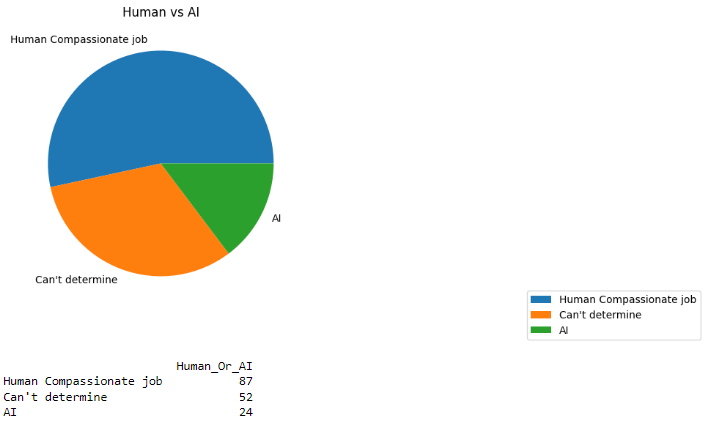 Human vs AI
Human Compassionate job
AI
Can't determine
Human Compassionate job
Can't determine
AI
Human_Or_AI
Human Compassionate job 87
Can't determine 52
AI 24